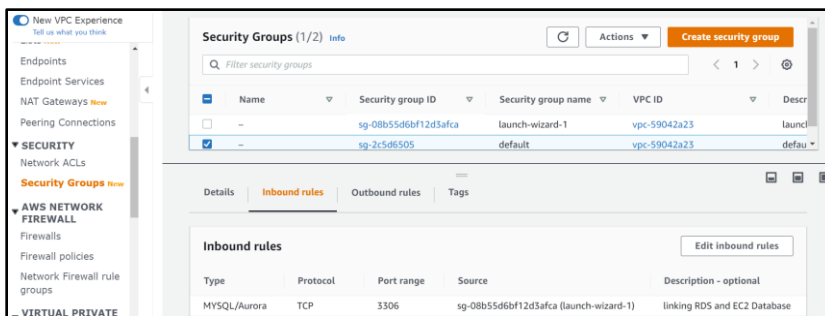 New VPC Experience
Tell us what you think
Endpoints
Endpoint Services
NAT Gateways New
Peering Connections
SECURITY
Network ACLs
Security Groups New
AWS NETWORK
FIREWALL
Firewalls
Firewall policies
Network Firewall rule
groups
VIRTUAL PRIVATE
Security Groups (1/2) Info
Actions
Create security group
Filter security groups
1
Name Security group ID Security group name VPC ID Descr
– sg-08b55d6bf12d3afca launch-wizard-1 vpc-59042a23 launcl
– sg-2c5d6505 default vpc-59042a23 defau
Details Inbound rules Outbound rules Tags
Inbound rules
Edit inbound rules
Type Protocol Port range Source Description - optional
MYSQL/Aurora TCP 3306 sg-08b55d6bf12d3afca (launch-wizard-1) linking RDS and EC2 Database